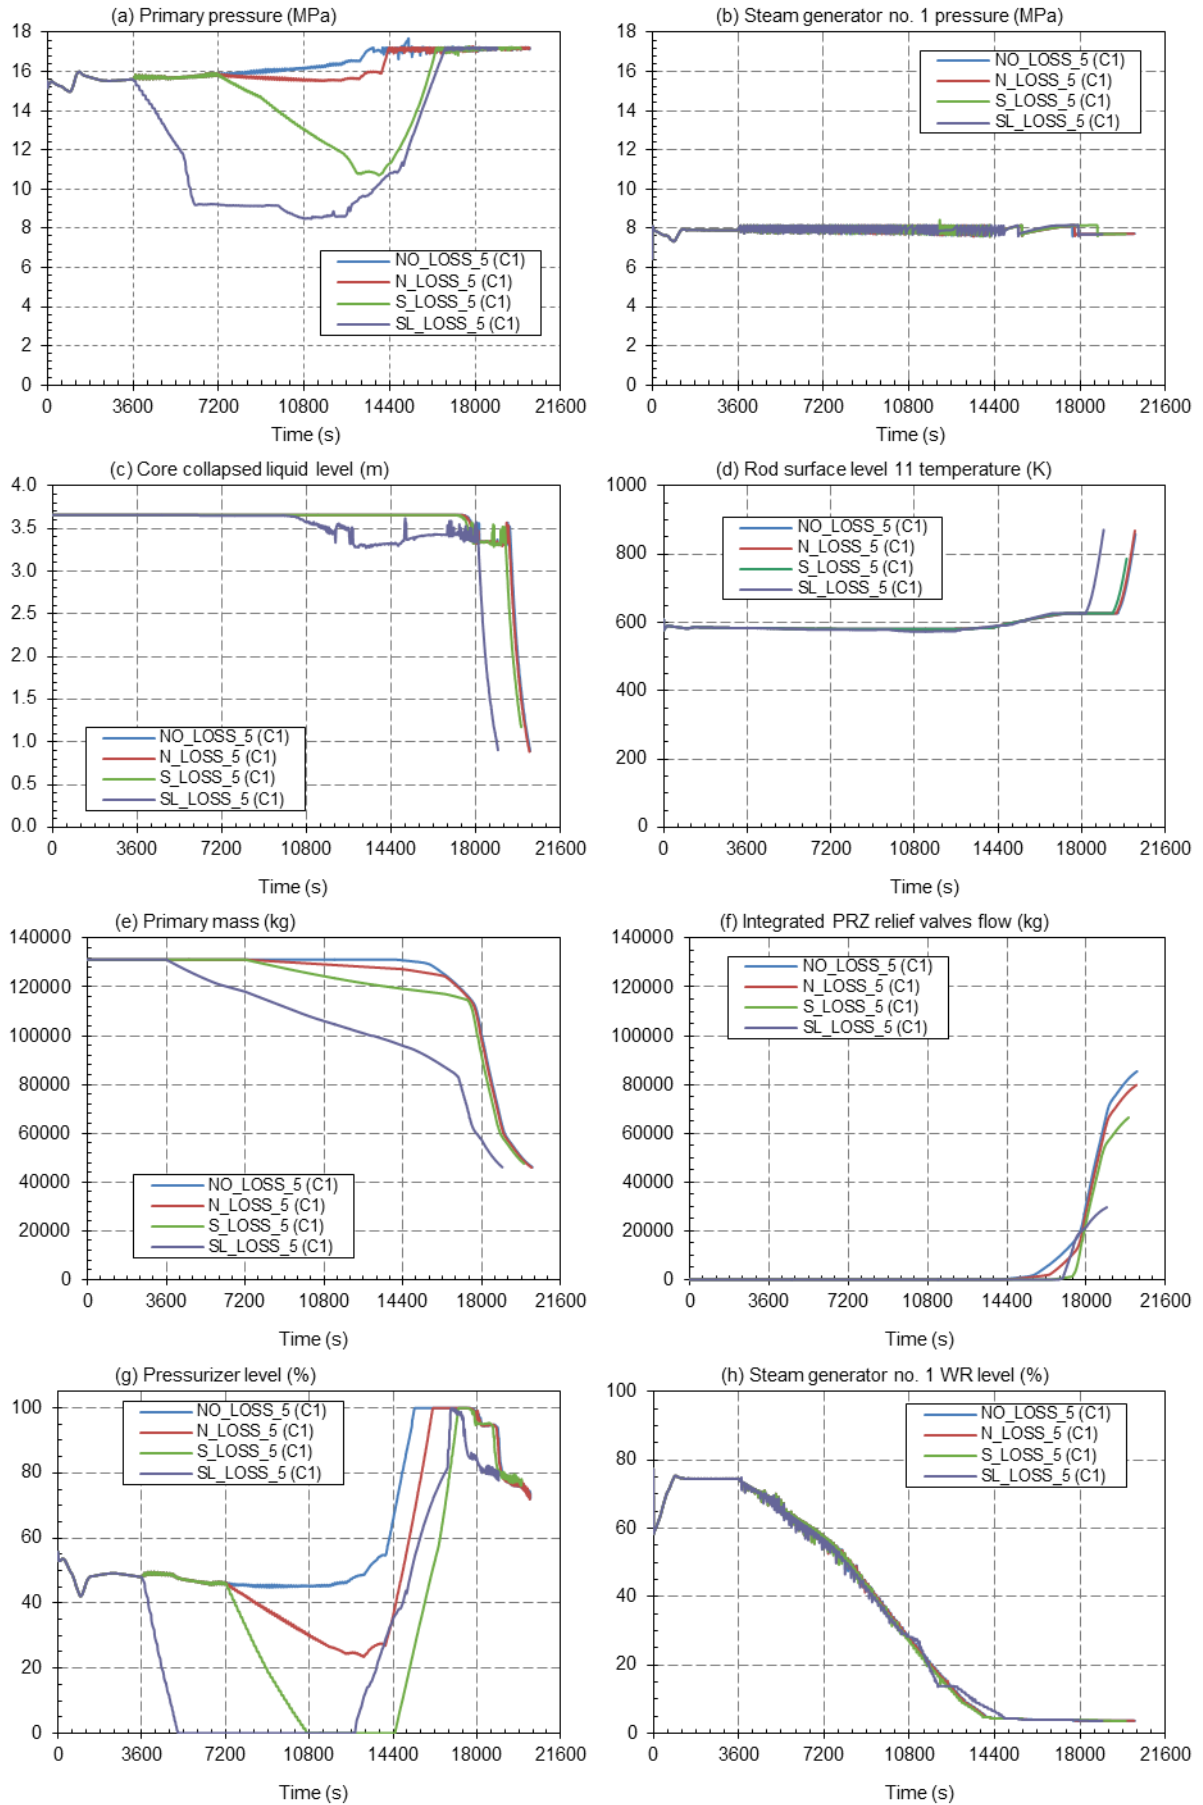 (a) Primary pressure (MPa)
18
16
14
12
10
8
6
4
2
0
NO_LOSS_5 (C1)
N_LOSS_5 (C1)
S_LOSS_5 (C1)
SL_LOSS_5 (C1)
0 3600 7200 10800 14400 18000 21600
Time (s)
(b) Steam generator no. 1 pressure (MPa)
18
16
14
12
10
8
6
4
2
0
NO_LOSS_5 (C1)
N_LOSS_5 (C1)
S_LOSS_5 (C1)
SL_LOSS_5 (C1)
0 3600 7200 10800 14400 18000 21600
Time (s)
(c) Core collapsed liquid level (m)
4.0
3.5
3.0
2.5
2.0
1.5
1.0
0.5
0.0
NO_LOSS_5 (C1)
N_LOSS_5 (C1)
S_LOSS_5 (C1)
SL_LOSS_5 (C1)
0 3600 7200 10800 14400 18000 21600
Time (s)
(d) Rod surface level 11 temperature (K)
1000
800
600
400
200
0
NO_LOSS_5 (C1)
N_LOSS_5 (C1)
S_LOSS_5 (C1)
SL_LOSS_5 (C1)
0 3600 7200 10800 14400 18000 21600
Time (s)
(e) Primary mass (kg)
140000
120000
100000
80000
60000
40000
20000
0
NO_LOSS_5 (C1)
N_LOSS_5 (C1)
S_LOSS_5 (C1)
SL_LOSS_5 (C1)
0 3600 7200 10800 14400 18000 21600
Time (s)
(f) Integrated PRZ relief valves flow (kg)
140000
120000
100000
80000
60000
40000
20000
0
NO_LOSS_5 (C1)
N_LOSS_5 (C1)
S_LOSS_5 (C1)
SL_LOSS_5 (C1)
0 3600 7200 10800 14400 18000 21600
Time (s)
(g) Pressurizer level (%)
100
80
60
40
20
0
NO_LOSS_5 (C1)
N_LOSS_5 (C1)
S_LOSS_5 (C1)
SL_LOSS_5 (C1)
0 3600 7200 10800 14400 18000 21600
Time (s)
(h) Steam generator no. 1 WR level (%)
100
80
60
40
20
0
NO_LOSS_5 (C1)
N_LOSS_5 (C1)
S_LOSS_5 (C1)
SL_LOSS_5 (C1)
0 3600 7200 10800 14400 18000 21600
Time (s)